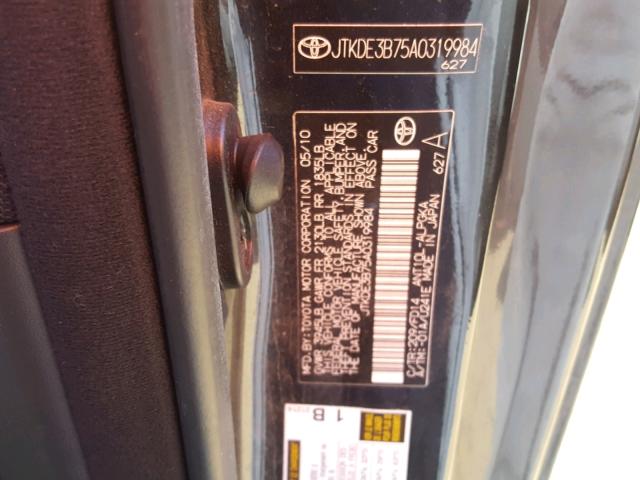 JTKDE3B75A0319984
627
MFD.BY:TOYOTA MOTOR CORPORATION 05/10
GVWR 3945LB GAWR FR 2130LB RR 1835LB
THIS VEHICLE CONFORMS TO ALL APPLICABLE
FEDERAL MOTOR VEHICLE SAFETY, BUMPER, AND
THEFT PREVENTION STANDARDS IN EFFECT ON
THE DATE OF MANUFACTURE SHOWN ABOVE.
JTKDE3B75A0319984 PASS CAR
C/TR:209/FD14 ANT10L-ALPGKA
A/TM:-01A/U241E MADE IN JAPAN
627 A
1B